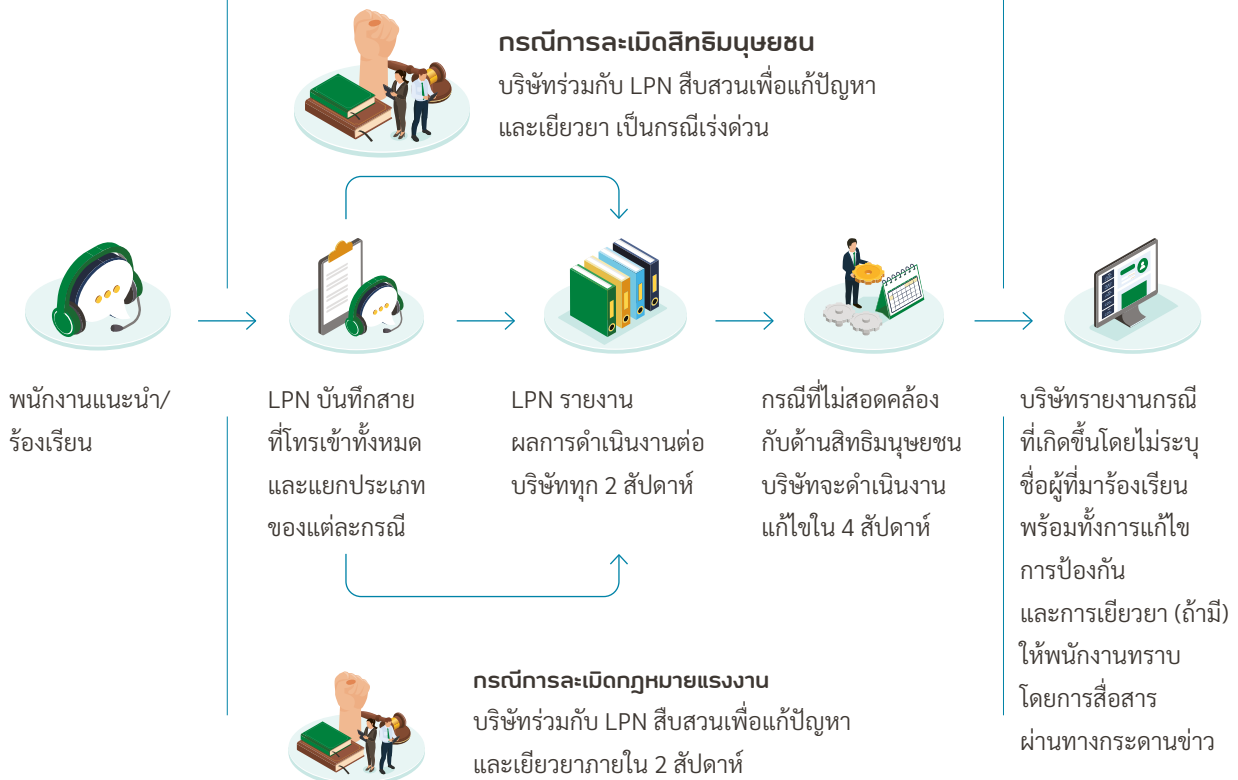 กรณีการละเมิดสิทธิมนุษยชน
บริษัทร่วมกับ LPN สืบสวนเพื่อแก้ปัญหา
และเยียวยา เป็นกรณีเร่งด่วน
พนักงานแนะนำ/
ร้องเรียน
LPN บันทึกสาย
ที่โทรเข้าทั้งหมด
และแยกประเภท
ของแต่ละกรณี
LPN รายงาน
ผลการดำเนินงานต่อ
บริษัททุก 2 สัปดาห์
กรณีที่ไม่สอดคล้อง
กับด้านสิทธิมนุษยชน
บริษัทจะดำเนินงาน
แก้ไขใน 4 สัปดาห์
บริษัทรายงานกรณี
ที่เกิดขึ้นโดยไม่ระบุ
ชื่อผู้ที่มาร้องเรียน
พร้อมทั้งการแก้ไข
การป้องกัน
และการเยียวยา (ถ้ามี)
ให้พนักงานทราบ
โดยการสื่อสาร
ผ่านทางกระดานข่าว
กรณีการละเมิดกฎหมายแรงงาน
บริษัทร่วมกับ LPN สืบสวนเพื่อแก้ปัญหา
และเยียวยาภายใน 2 สัปดาห์